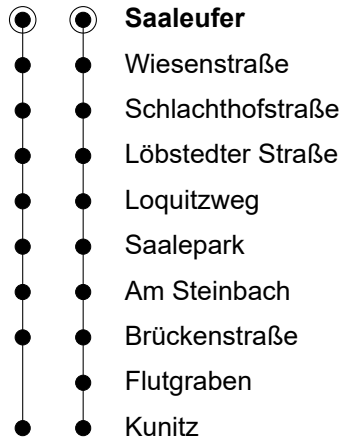 Saaleufer
Wiesenstraße
Schlachthofstraße
Löbstedter Straße
Loquitzweg
Saalepark
Am Steinbach
Brückenstraße
Flutgraben
Kunitz